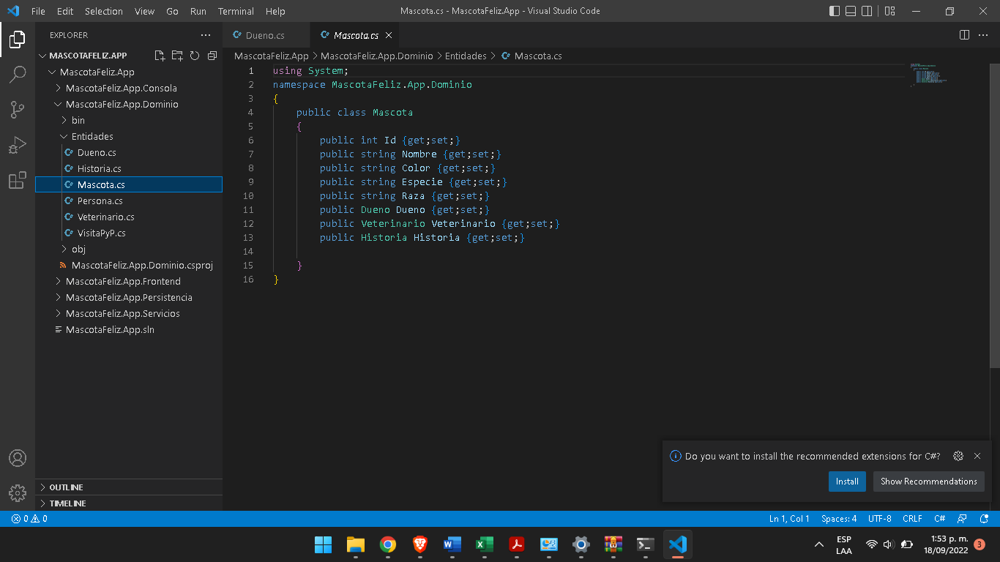 File Edit Selection View Go Run Terminal Help
Mascota.cs - MascotaFeliz.App - Visual Studio Code
EXPLORER
MASCOTAFELIZ.APP
MascotaFeliz.App
MascotaFeliz.App.Consola
MascotaFeliz.App.Dominio
bin
Entidades
Dueno.cs
Historia.cs
Mascota.cs
Persona.cs
Veterinario.cs
VisitaPyP.cs
obj
MascotaFeliz.App.Dominio.csproj
MascotaFeliz.App.Frontend
MascotaFeliz.App.Persistencia
MascotaFeliz.App.Servicios
MascotaFeliz.App.sln
OUTLINE
TIMELINE
Dueno.cs Mascota.cs
MascotaFeliz.App > MascotaFeliz.App.Dominio > Entidades > Mascota.cs
1 using System;
2 namespace MascotaFeliz.App.Dominio
3 {
4 public class Mascota
5 {
6 public int Id {get;set;}
7 public string Nombre {get;set;}
8 public string Color {get;set;}
9 public string Especie {get;set;}
10 public string Raza {get;set;}
11 public Dueno Dueno {get;set;}
12 public Veterinario Veterinario {get;set;}
13 public Historia Historia {get;set;}
14
15 }
16 }
Do you want to install the recommended extensions for C#?
Install Show Recommendations
0 0 Ln 1, Col 1 Spaces: 4 UTF-8 CRLF C#
ESP
LAA
1:53 p. m.
18/09/2022
3